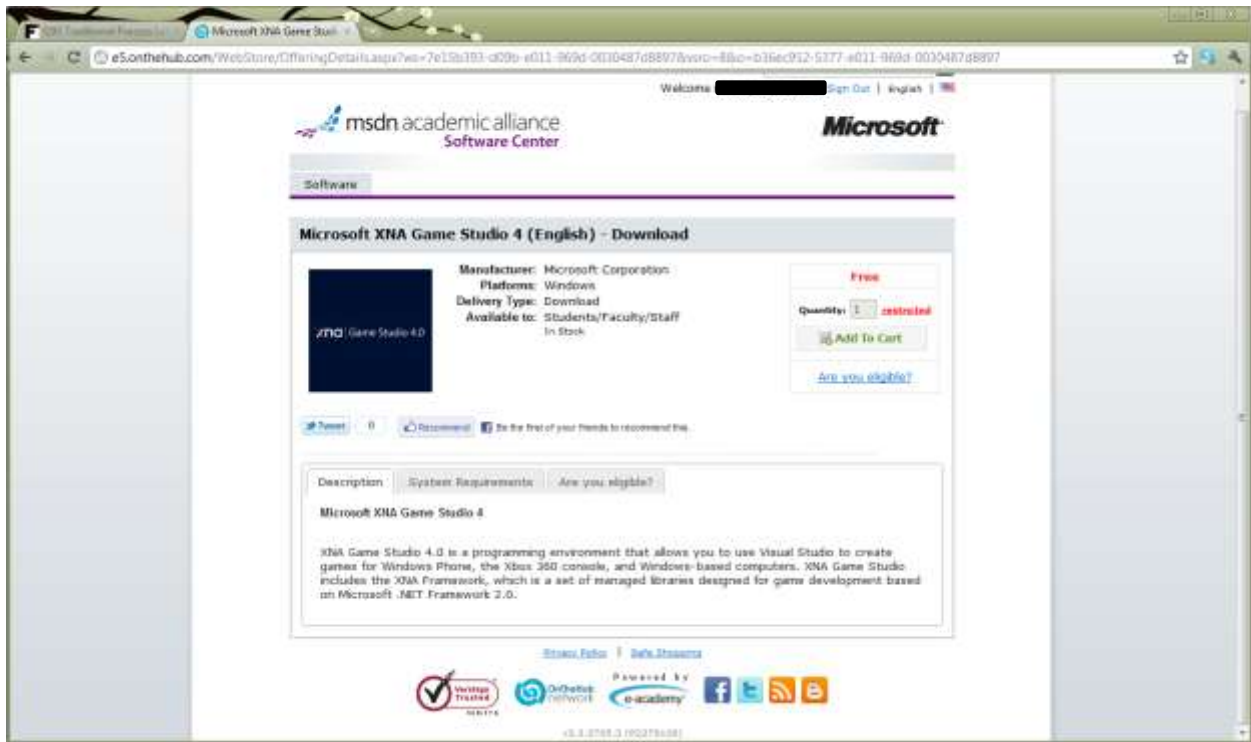 Microsoft XNA Game Stud
e5.onthehub.com/WebStore/OfferingDetails.aspx?
Welcome Sign Out | English |
msdn academic alliance
Software Center
Microsoft
Software
Microsoft XNA Game Studio 4 (English) - Download
Manufacturer: Microsoft Corporation
Platforms: Windows
Delivery Type: Download
Available to: Students/Faculty/Staff
In Stock
xna Game Studio 4.0
Free
Quantity: 1 restricted
Add To Cart
Are you eligible?
Tweet 0 Recommend Be the first of your friends to recommend this.
Description System Requirements Are you eligible?
Microsoft XNA Game Studio 4
XNA Game Studio 4.0 is a programming environment that allows you to use Visual Studio to create
games for Windows Phone, the Xbox 360 console, and Windows-based computers. XNA Game Studio
includes the XNA Framework, which is a set of managed libraries designed for game development based
on Microsoft .NET Framework 2.0.
Privacy Policy | Safe Shopping
VeriSign Trusted
OnTheHub network
Powered by
e-academy